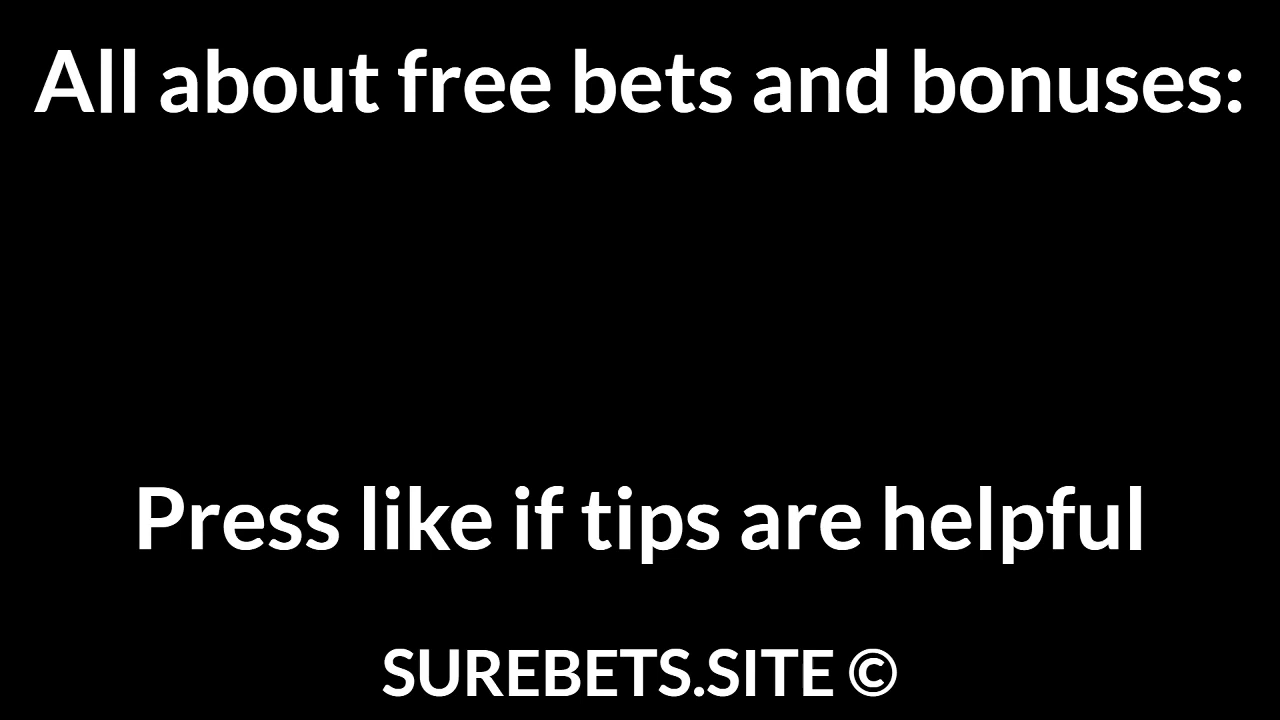 All about free bets and bonuses:
Press like if tips are helpful
SUREBETS.SITE ©